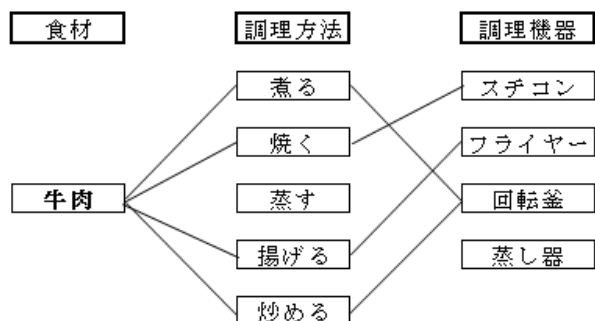 食材 調理方法 調理機器
煮る スチコン
焼く フライヤー
牛肉 蒸す 回転釜
揚げる 蒸し器
炒める